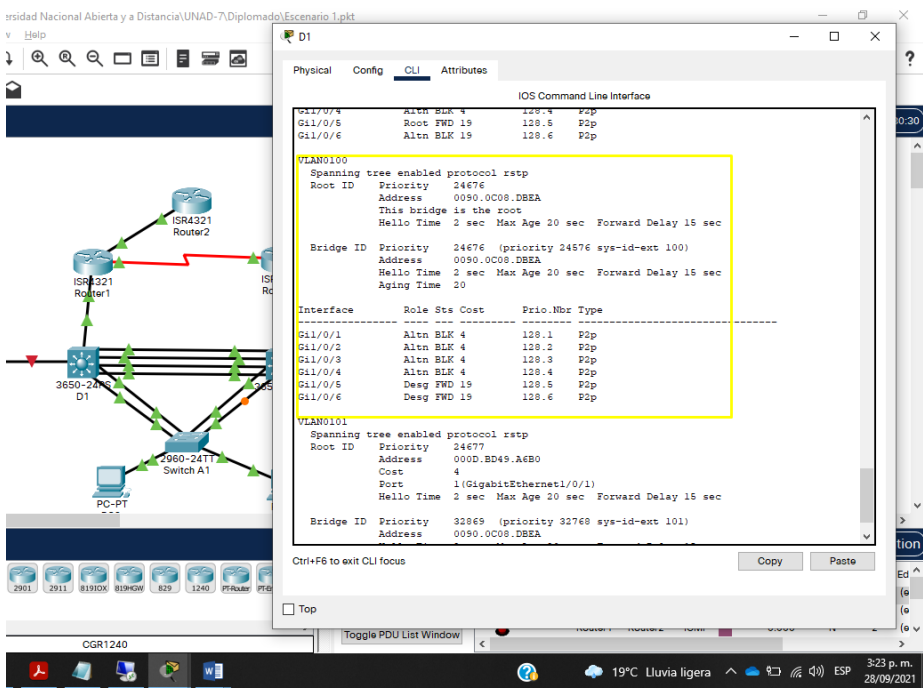 ersidad Nacional Abierta y a Distancia\UNAD-7\Diplomado\Escenario 1.pkt
Help
D1
Physical Config CLI Attributes
IOS Command Line Interface
Gi1/0/4 Altn BLK 4 128.4 P2p
Gi1/0/5 Root FWD 19 128.5 P2p
Gi1/0/6 Altn BLK 19 128.6 P2p
VLAN0100
Spanning tree enabled protocol rstp
Root ID Priority 24676
Address 0090.0C08.DBEA
This bridge is the root
Hello Time 2 sec Max Age 20 sec Forward Delay 15 sec
Bridge ID Priority 24676 (priority 24576 sys-id-ext 100)
Address 0090.0C08.DBEA
Hello Time 2 sec Max Age 20 sec Forward Delay 15 sec
Aging Time 20
Interface Role Sts Cost Prio.Nbr Type
---------------- ---- --- --------- -------- --------------------------------
Gi1/0/1 Altn BLK 4 128.1 P2p
Gi1/0/2 Altn BLK 4 128.2 P2p
Gi1/0/3 Altn BLK 4 128.3 P2p
Gi1/0/4 Altn BLK 4 128.4 P2p
Gi1/0/5 Desg FWD 19 128.5 P2p
Gi1/0/6 Desg FWD 19 128.6 P2p
VLAN0101
Spanning tree enabled protocol rstp
Root ID Priority 24677
Address 000D.BD49.A6B0
Cost 4
Port 1(GigabitEthernet1/0/1)
Hello Time 2 sec Max Age 20 sec Forward Delay 15 sec
Bridge ID Priority 32869 (priority 32768 sys-id-ext 101)
Address 0090.0C08.DBEA
Ctrl+F6 to exit CLI focus
Copy Paste
Top
ISR4321
Router2
ISR4321
Router1
3650-24PS
D1
2960-24TT
Switch A1
PC-PT
2901 2911 819IOX 819HGW 829 1240 PT-Router
CGR1240
Toggle PDU List Window
19°C Lluvia ligera ESP
3:23 p. m.
28/09/2021